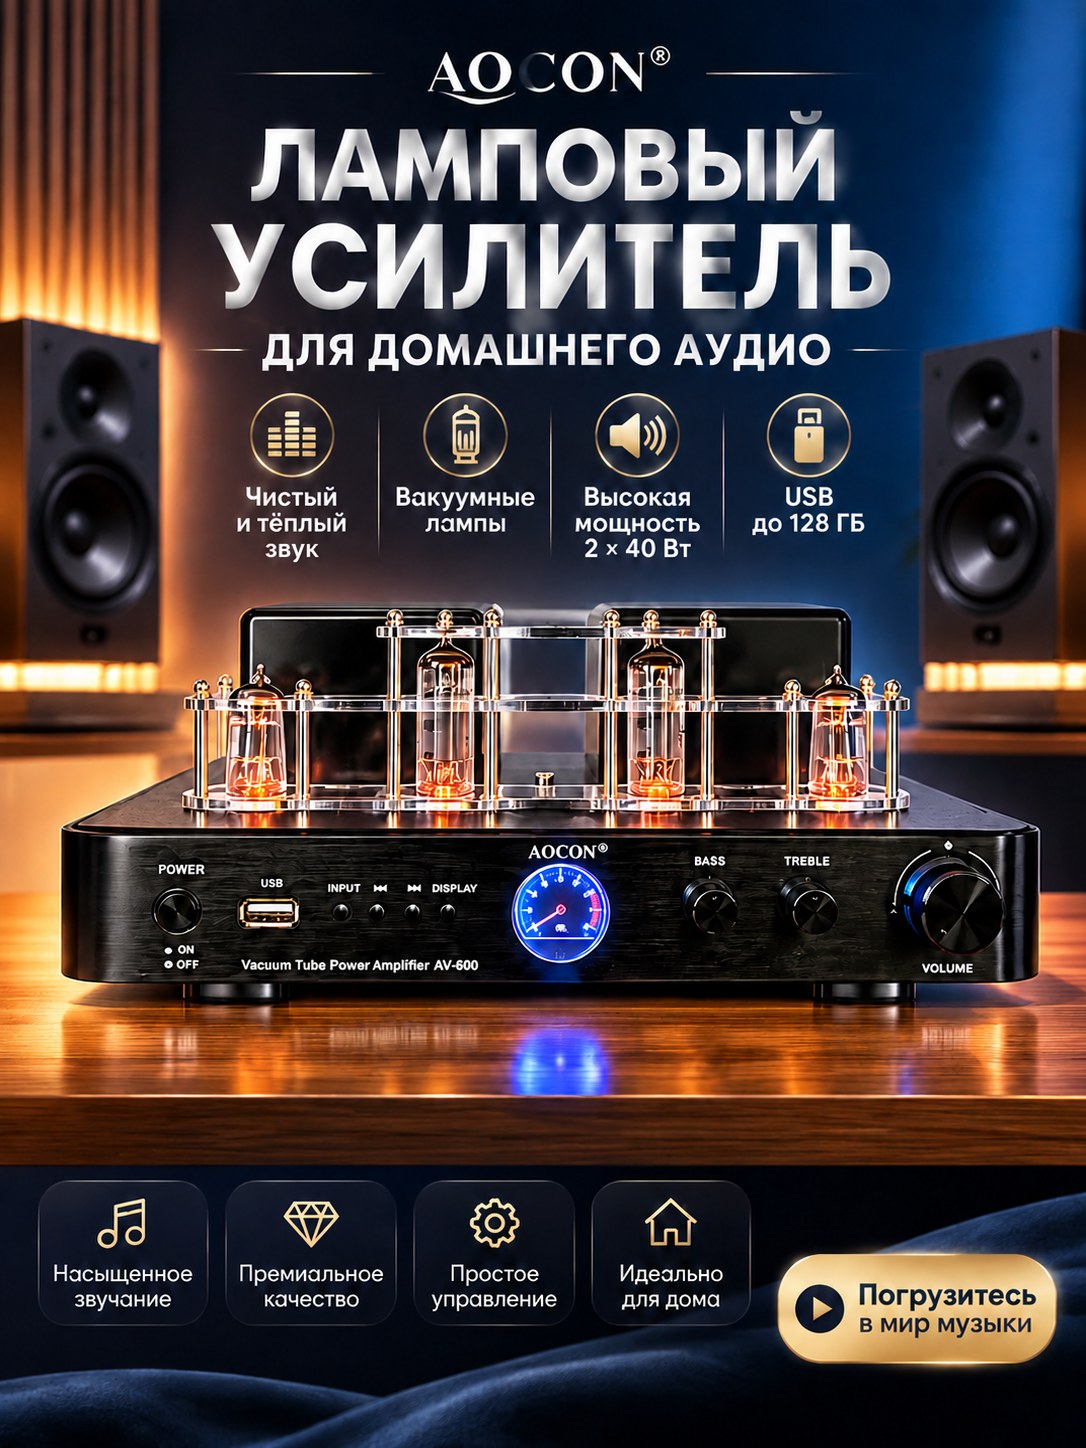 AOCON®
ЛАМПОВЫЙ
УСИЛИТЕЛЬ
ДЛЯ ДОМАШНЕГО АУДИО
Чистый
и тёплый
звук
Вакуумные
лампы
Высокая
мощность
2 × 40 Вт
USB
до 128 ГБ
AOCON®
POWER
USB
INPUT
DISPLAY
BASS
TREBLE
ON
OFF
Vacuum Tube Power Amplifier AV-600
VOLUME
Насыщенное
звучание
Премиальное
качество
Простое
управление
Идеально
для дома
Погрузитесь
в мир музыки